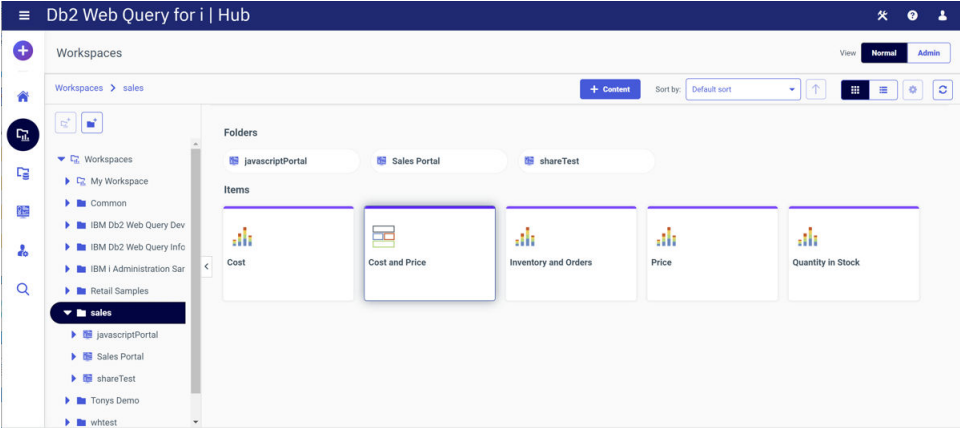 Db2 Web Query for i | Hub
Workspaces
View Normal Admin
Workspaces > sales
+ Content
Sort by: Default sort
Workspaces
My Workspace
Common
IBM Db2 Web Query Dev
IBM Db2 Web Query Info
IBM i Administration Sar
Retail Samples
sales
javascriptPortal
Sales Portal
shareTest
Tonys Demo
whtest
Folders
javascriptPortal
Sales Portal
shareTest
Items
Cost
Cost and Price
Inventory and Orders
Price
Quantity in Stock